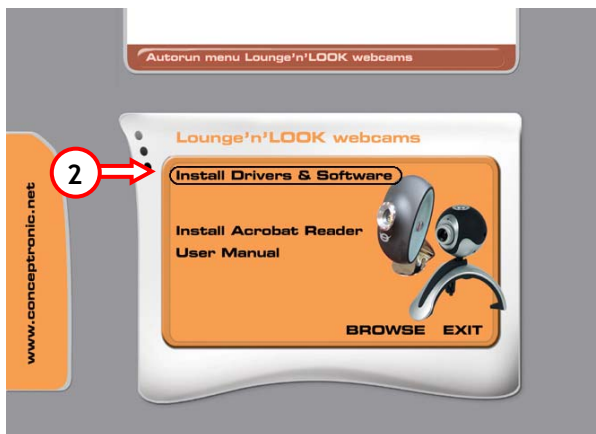 Autorun menu Lounge'n'LOOK webcams
www.conceptronic.net
Lounge'n'LOOK webcams
2
Install Drivers & Software
Install Acrobat Reader
User Manual
BROWSE EXIT